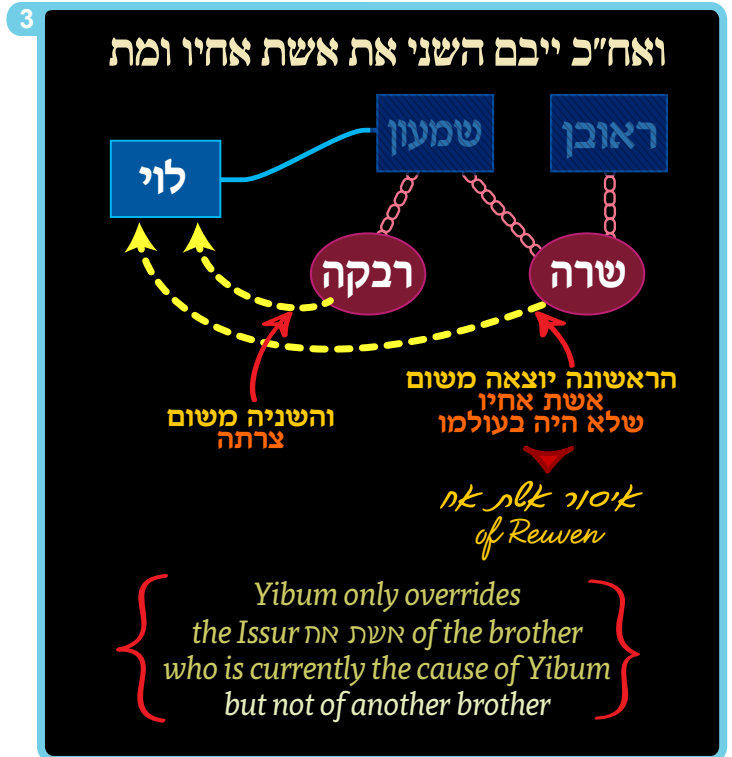 3
ואח"כ ייבם השני את אשת אחיו ומת
ראובן
שמעון
לוי
שרה
רבקה
הראשונה יוצאה משום
אשת אחיו
שלא היה בעולמו
והשניה משום
צרתה
איסור אשת אח
of Reuven
Yibum only overrides
the Issur אשת אח of the brother
who is currently the cause of Yibum
but not of another brother